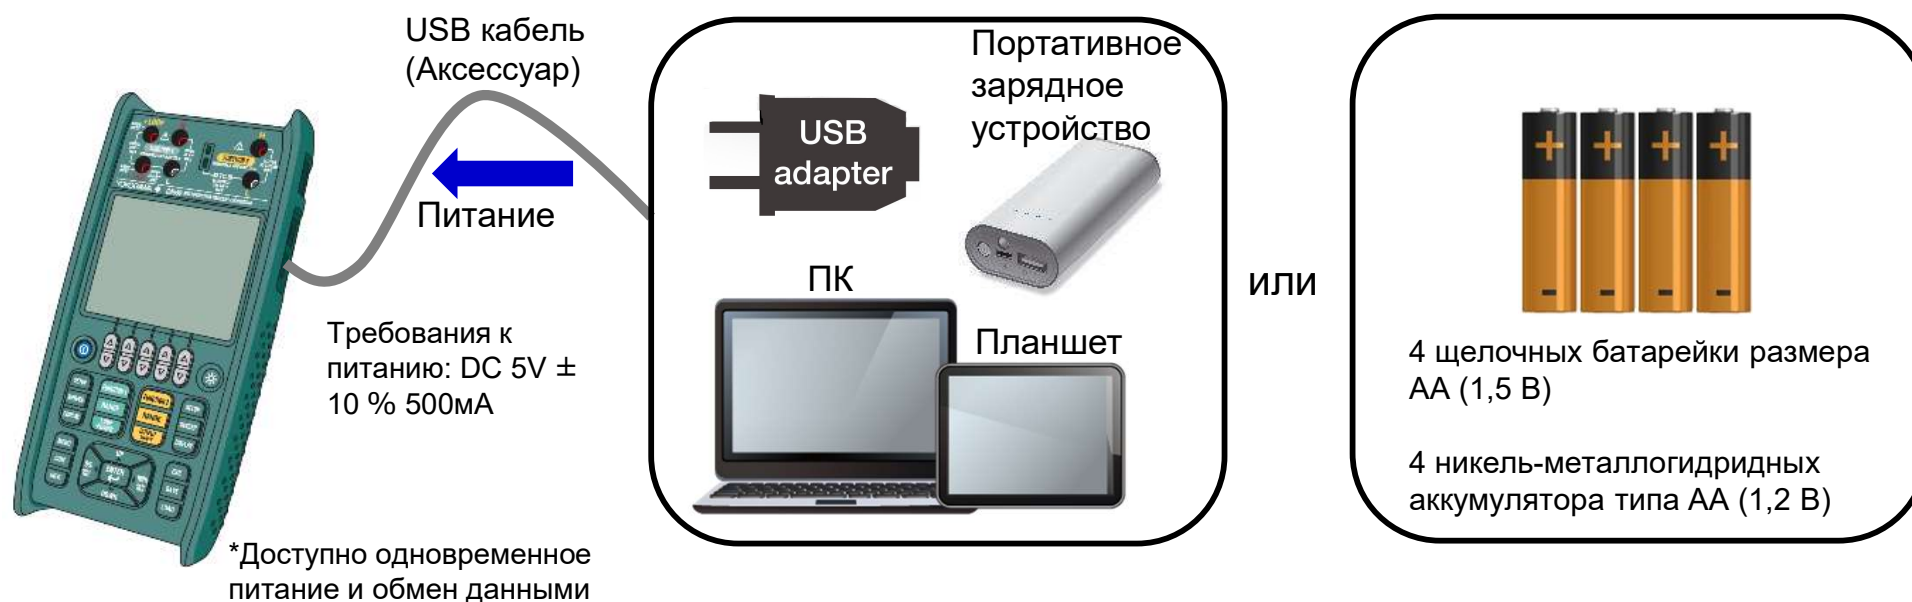 USB кабель
(Аксессуар)
Питание
Требования к
питанию: DC 5V ±
10 % 500мА
*Доступно одновременное
питание и обмен данными
USB
adapter
Портативное
зарядное
устройство
ПК
Планшет
или
4 щелочных батарейки размера
АА (1,5 В)
4 никель-металлогидридных
аккумулятора типа АА (1,2 В)